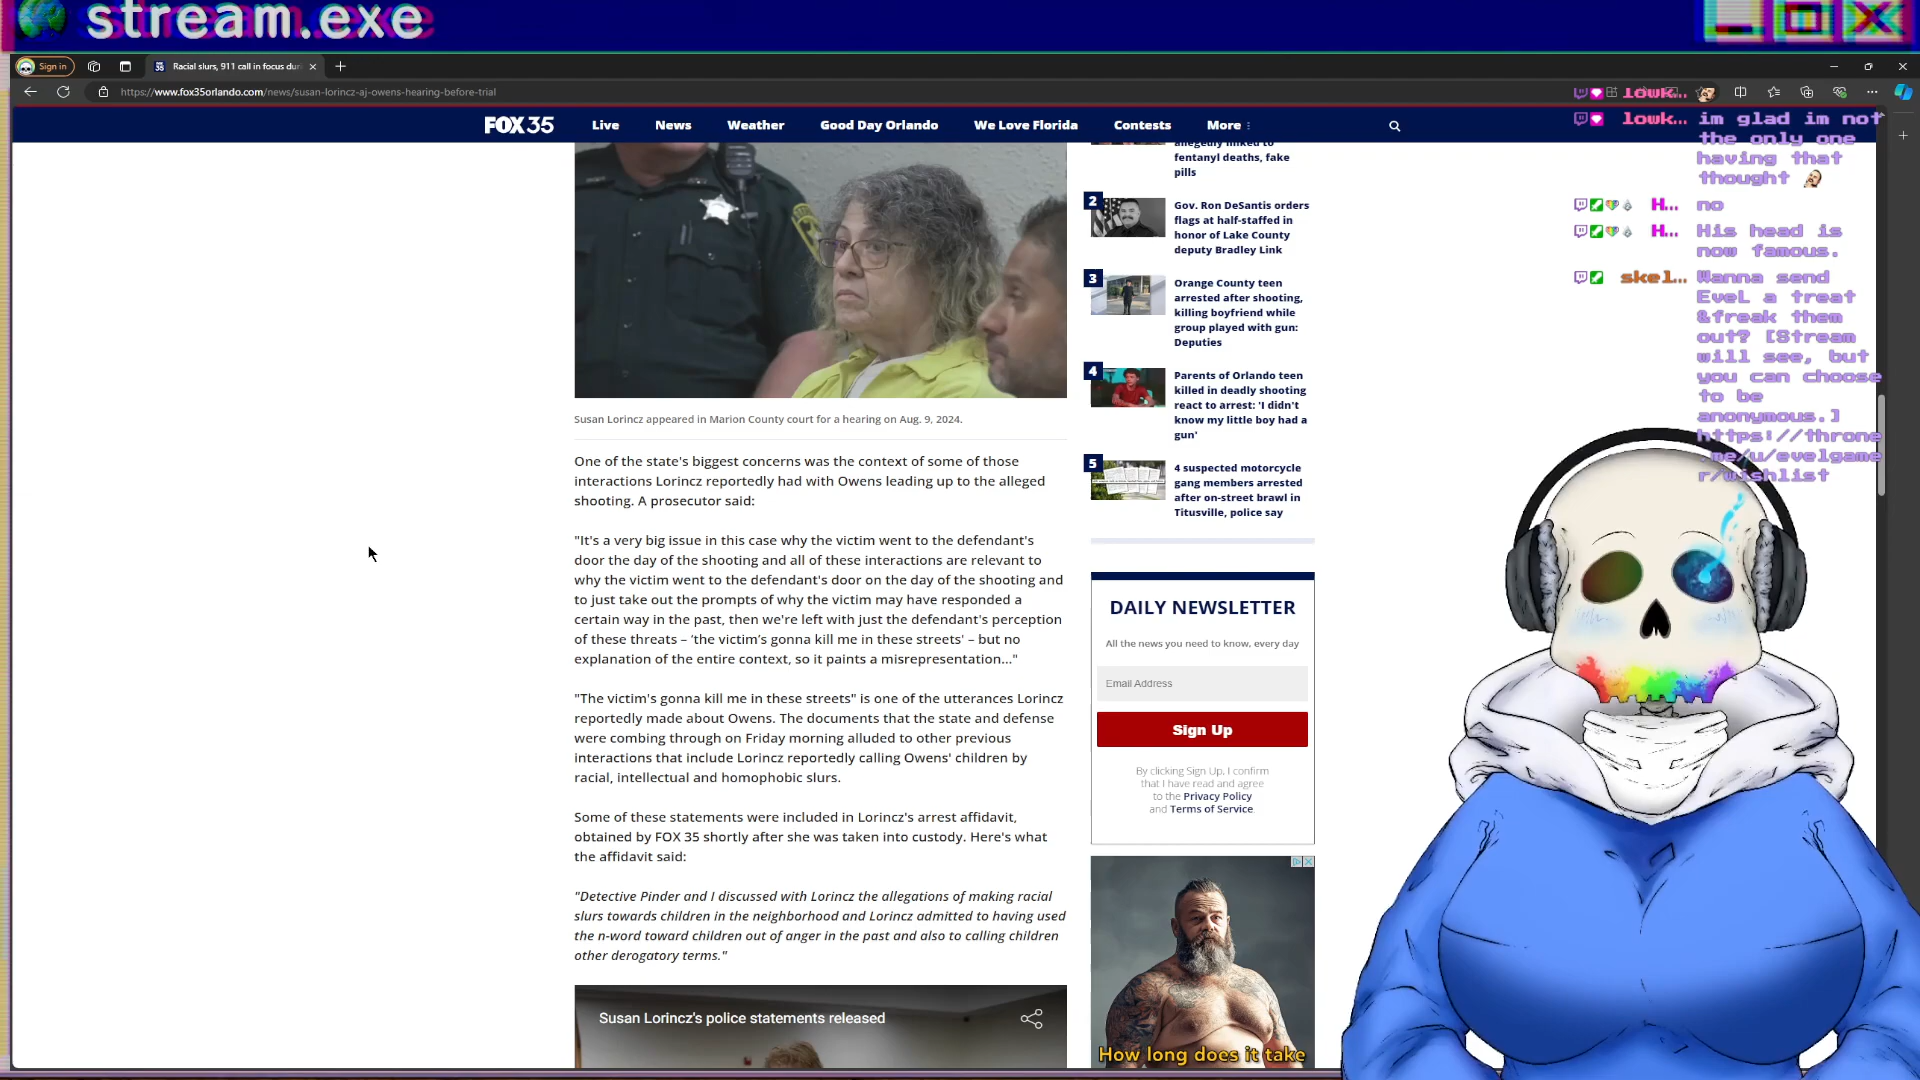 stream.exe
Sign in
Racial slurs, 911 call in focus dur
https://www.fox35orlando.com/news/susan-lorincz-aj-owens-hearing-before-trial
FOX 35
Live
News
Weather
Good Day Orlando
We Love Florida
Contests
More
Susan Lorincz appeared in Marion County court for a hearing on Aug. 9, 2024.
One of the state's biggest concerns was the context of some of those
interactions Lorincz reportedly had with Owens leading up to the alleged
shooting. A prosecutor said:
"It's a very big issue in this case why the victim went to the defendant's
door the day of the shooting and all of these interactions are relevant to
why the victim went to the defendant's door on the day of the shooting and
to just take out the prompts of why the victim may have responded a
certain way in the past, then we're left with just the defendant's perception
of these threats – 'the victim's gonna kill me in these streets' – but no
explanation of the entire context, so it paints a misrepresentation..."
"The victim's gonna kill me in these streets" is one of the utterances Lorincz
reportedly made about Owens. The documents that the state and defense
were combing through on Friday morning alluded to other previous
interactions that include Lorincz reportedly calling Owens' children by
racial, intellectual and homophobic slurs.
Some of these statements were included in Lorincz's arrest affidavit,
obtained by FOX 35 shortly after she was taken into custody. Here's what
the affidavit said:
"Detective Pinder and I discussed with Lorincz the allegations of making racial
slurs towards children in the neighborhood and Lorincz admitted to having used
the n-word toward children out of anger in the past and also to calling children
other derogatory terms."
Susan Lorincz's police statements released
allegedly linked to
fentanyl deaths, fake
pills
2
Gov. Ron DeSantis orders
flags at half-staffed in
honor of Lake County
deputy Bradley Link
3
Orange County teen
arrested after shooting,
killing boyfriend while
group played with gun:
Deputies
4
Parents of Orlando teen
killed in deadly shooting
react to arrest: 'I didn't
know my little boy had a
gun'
5
4 suspected motorcycle
gang members arrested
after on-street brawl in
Titusville, police say
DAILY NEWSLETTER
All the news you need to know, every day
Email Address
Sign Up
By clicking Sign Up, I confirm
that I have read and agree
to the Privacy Policy
and Terms of Service.
How long does it take
lowk...
lowk... im glad im not
the only one
having that
thought
H... no
H... His head is
now famous.
skel... Wanna send
EveL a treat
&freak them
out? [Stream
will see, but
you can choose
to be
anonymous.]
https://throne
.me/u/evelgame
r/wishlist